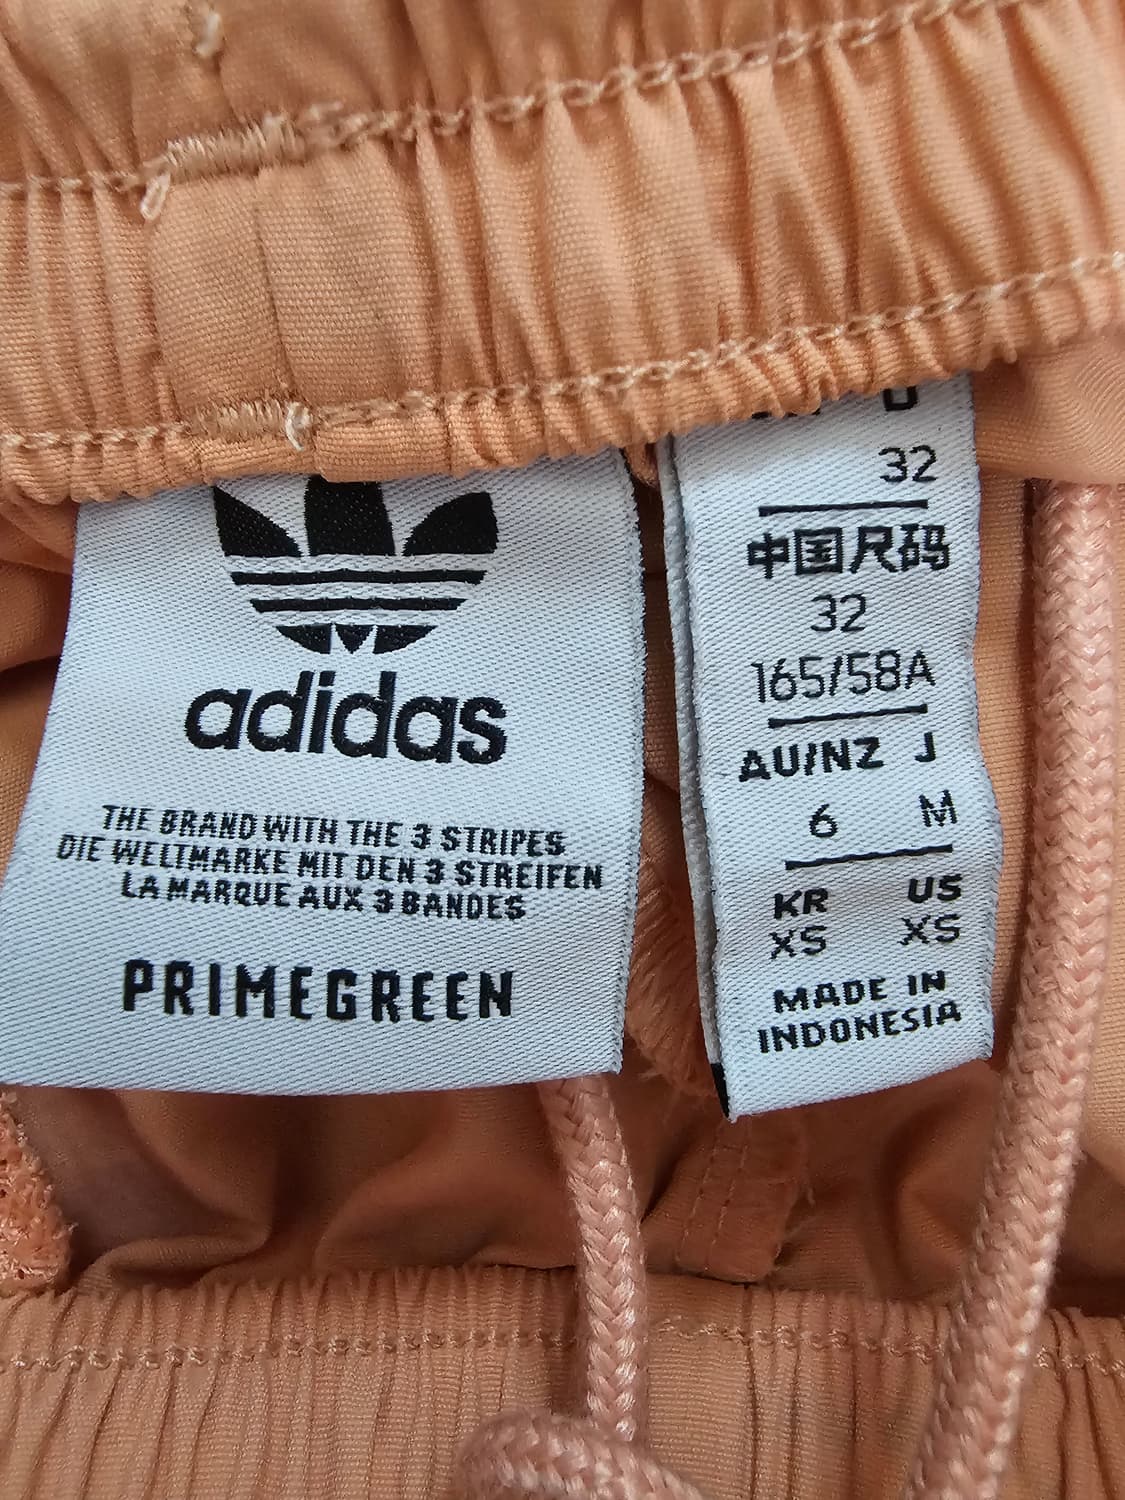 adidas
THE BRAND WITH THE 3 STRIPES
DIE WELTMARKE MIT DEN 3 STREIFEN
LA MARQUE AUX 3 BANDES
PRIMEGREEN
32
中国尺码
32
165/58A
AU/NZ J
6 M
KR US
XS XS
MADE IN
INDONESIA